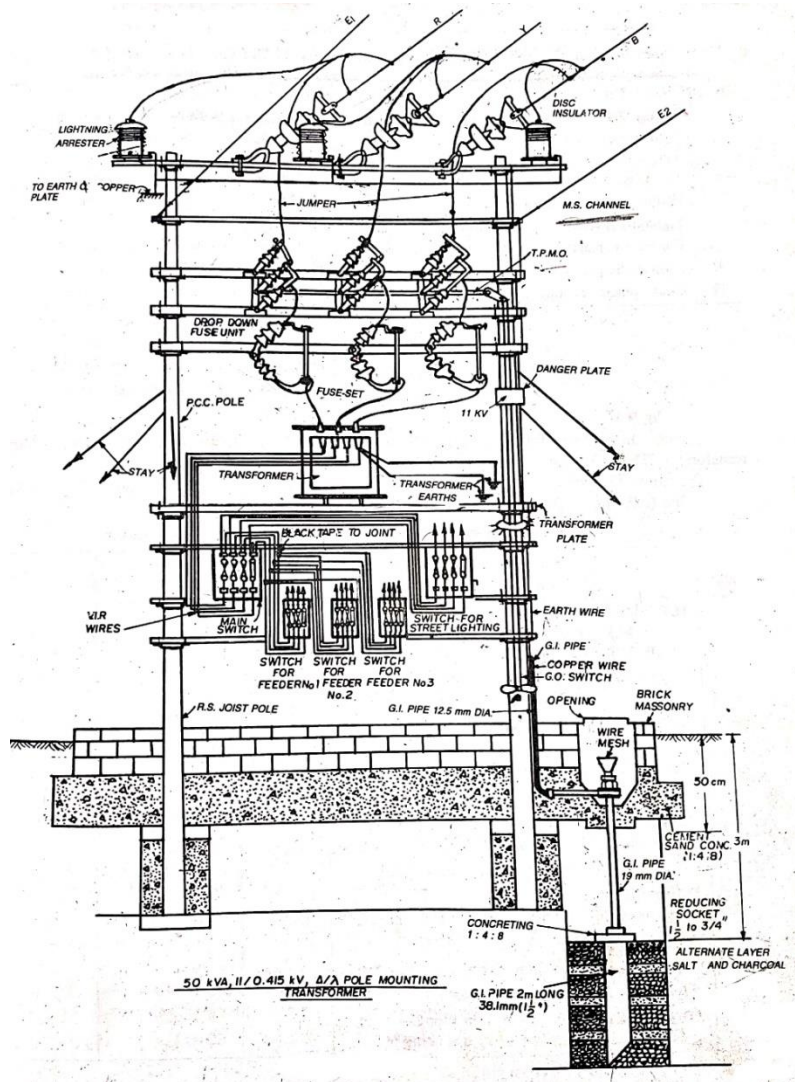 E1
R
Y
B
E2
DISC
INSULATOR
LIGHTNING
ARRESTER
TO EARTH
PLATE
JUMPER
M.S. CHANNEL
T.P.M.O.
DROP DOWN
FUSE UNIT
FUSE-SET
DANGER PLATE
11 KV
P.C.C. POLE
STAY
STAY
TRANSFORMER
TRANSFORMER
EARTHS
TRANSFORMER
PLATE
BLACK TAPE TO JOINT
V.I.R
WIRES
MAIN
SWITCH
SWITCH FOR
STREET LIGHTING
EARTH WIRE
SWITCH
FOR
FEEDER No 1
SWITCH
FOR
FEEDER
No.2
SWITCH
FOR
FEEDER No 3
G.I. PIPE
COPPER WIRE
G.O. SWITCH
R.S. JOIST POLE
G.I. PIPE 12.5 mm DIA.
OPENING
BRICK
MASSONRY
WIRE
MESH
50 cm
3m
CEMENT
SAND CONC.
(1:4:8)
G.I. PIPE
19 mm DIA.
REDUCING
SOCKET
1 1/2 to 3/4"
CONCRETING
1 : 4 : 8
ALTERNATE LAYER
SALT AND CHARCOAL
G.I. PIPE 2m LONG
38.1mm (1 1/2")
50 kVA, 11/0.415 kV, Δ/λ POLE MOUNTING
TRANSFORMER